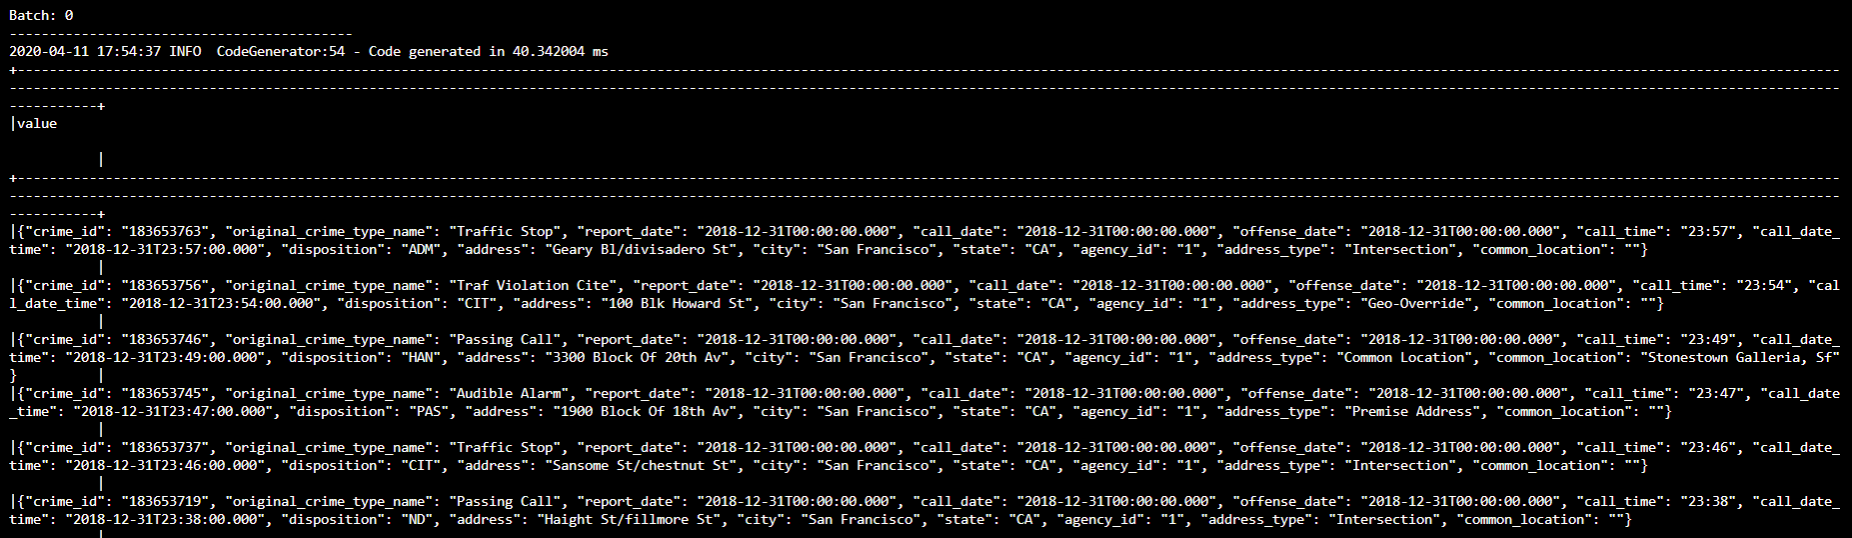 Batch: 0
-------------------------------------------
2020-04-11 17:54:37 INFO  CodeGenerator:54 - Code generated in 40.342004 ms
+------------------------------------------------------------------------------------------------------------------------------------------------------------------------------------------------------------------------------------
-------------------------------------------------------------------------------------------------------------------------------------------------------------------------------------------------------------------------------------
-----------+
|value
           |
+------------------------------------------------------------------------------------------------------------------------------------------------------------------------------------------------------------------------------------
-------------------------------------------------------------------------------------------------------------------------------------------------------------------------------------------------------------------------------------
-----------+
|{"crime_id": "183653763", "original_crime_type_name": "Traffic Stop", "report_date": "2018-12-31T00:00:00.000", "call_date": "2018-12-31T00:00:00.000", "offense_date": "2018-12-31T00:00:00.000", "call_time": "23:57", "call_date_
time": "2018-12-31T23:57:00.000", "disposition": "ADM", "address": "Geary Bl/divisadero St", "city": "San Francisco", "state": "CA", "agency_id": "1", "address_type": "Intersection", "common_location": ""}
           |
|{"crime_id": "183653756", "original_crime_type_name": "Traf Violation Cite", "report_date": "2018-12-31T00:00:00.000", "call_date": "2018-12-31T00:00:00.000", "offense_date": "2018-12-31T00:00:00.000", "call_time": "23:54", "cal
l_date_time": "2018-12-31T23:54:00.000", "disposition": "CIT", "address": "100 Blk Howard St", "city": "San Francisco", "state": "CA", "agency_id": "1", "address_type": "Geo-Override", "common_location": ""}
           |
|{"crime_id": "183653746", "original_crime_type_name": "Passing Call", "report_date": "2018-12-31T00:00:00.000", "call_date": "2018-12-31T00:00:00.000", "offense_date": "2018-12-31T00:00:00.000", "call_time": "23:49", "call_date_
time": "2018-12-31T23:49:00.000", "disposition": "HAN", "address": "3300 Block Of 20th Av", "city": "San Francisco", "state": "CA", "agency_id": "1", "address_type": "Common Location", "common_location": "Stonestown Galleria, Sf"
}          |
|{"crime_id": "183653745", "original_crime_type_name": "Audible Alarm", "report_date": "2018-12-31T00:00:00.000", "call_date": "2018-12-31T00:00:00.000", "offense_date": "2018-12-31T00:00:00.000", "call_time": "23:47", "call_date
_time": "2018-12-31T23:47:00.000", "disposition": "PAS", "address": "1900 Block Of 18th Av", "city": "San Francisco", "state": "CA", "agency_id": "1", "address_type": "Premise Address", "common_location": ""}
           |
|{"crime_id": "183653737", "original_crime_type_name": "Traffic Stop", "report_date": "2018-12-31T00:00:00.000", "call_date": "2018-12-31T00:00:00.000", "offense_date": "2018-12-31T00:00:00.000", "call_time": "23:46", "call_date_
time": "2018-12-31T23:46:00.000", "disposition": "CIT", "address": "Sansome St/chestnut St", "city": "San Francisco", "state": "CA", "agency_id": "1", "address_type": "Intersection", "common_location": ""}
           |
|{"crime_id": "183653719", "original_crime_type_name": "Passing Call", "report_date": "2018-12-31T00:00:00.000", "call_date": "2018-12-31T00:00:00.000", "offense_date": "2018-12-31T00:00:00.000", "call_time": "23:38", "call_date_
time": "2018-12-31T23:38:00.000", "disposition": "ND", "address": "Haight St/fillmore St", "city": "San Francisco", "state": "CA", "agency_id": "1", "address_type": "Intersection", "common_location": ""}
           |